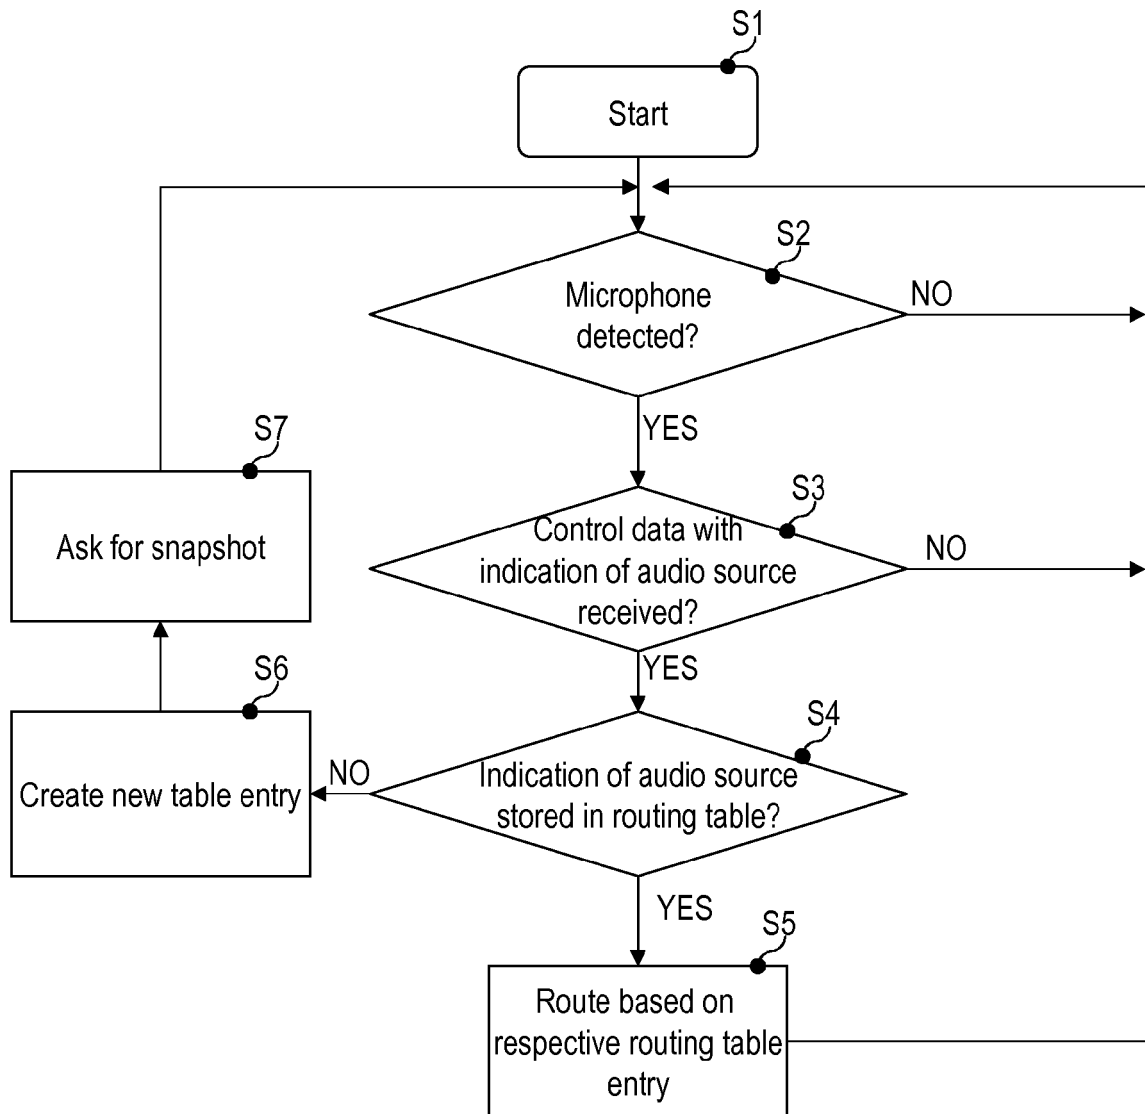 S1
Start
S2
Microphone
detected?
NO
YES
S7
Ask for snapshot
S3
Control data with
indication of audio source
received?
NO
YES
S6
Create new table entry
NO
S4
Indication of audio source
stored in routing table?
YES
S5
Route based on
respective routing table
entry